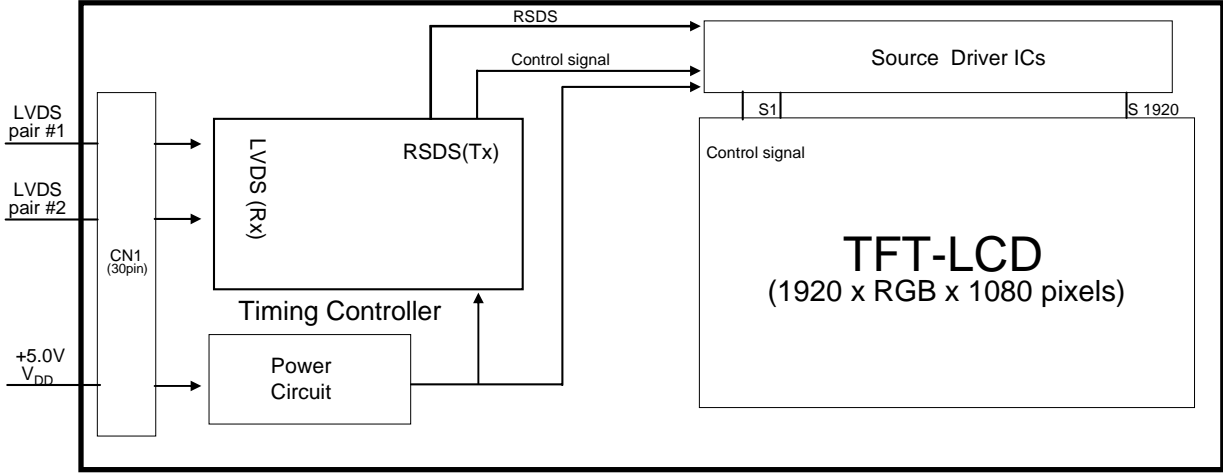 RSDS
Source  Driver ICs
Control signal
LVDS
pair #1
S1
S 1920
LVDS (Rx)
RSDS(Tx)
Control signal
LVDS
pair #2
TFT-LCD
(1920 x RGB x 1080 pixels)
CN1
(30pin)
Timing Controller
+5.0V
VDD
Power
Circuit